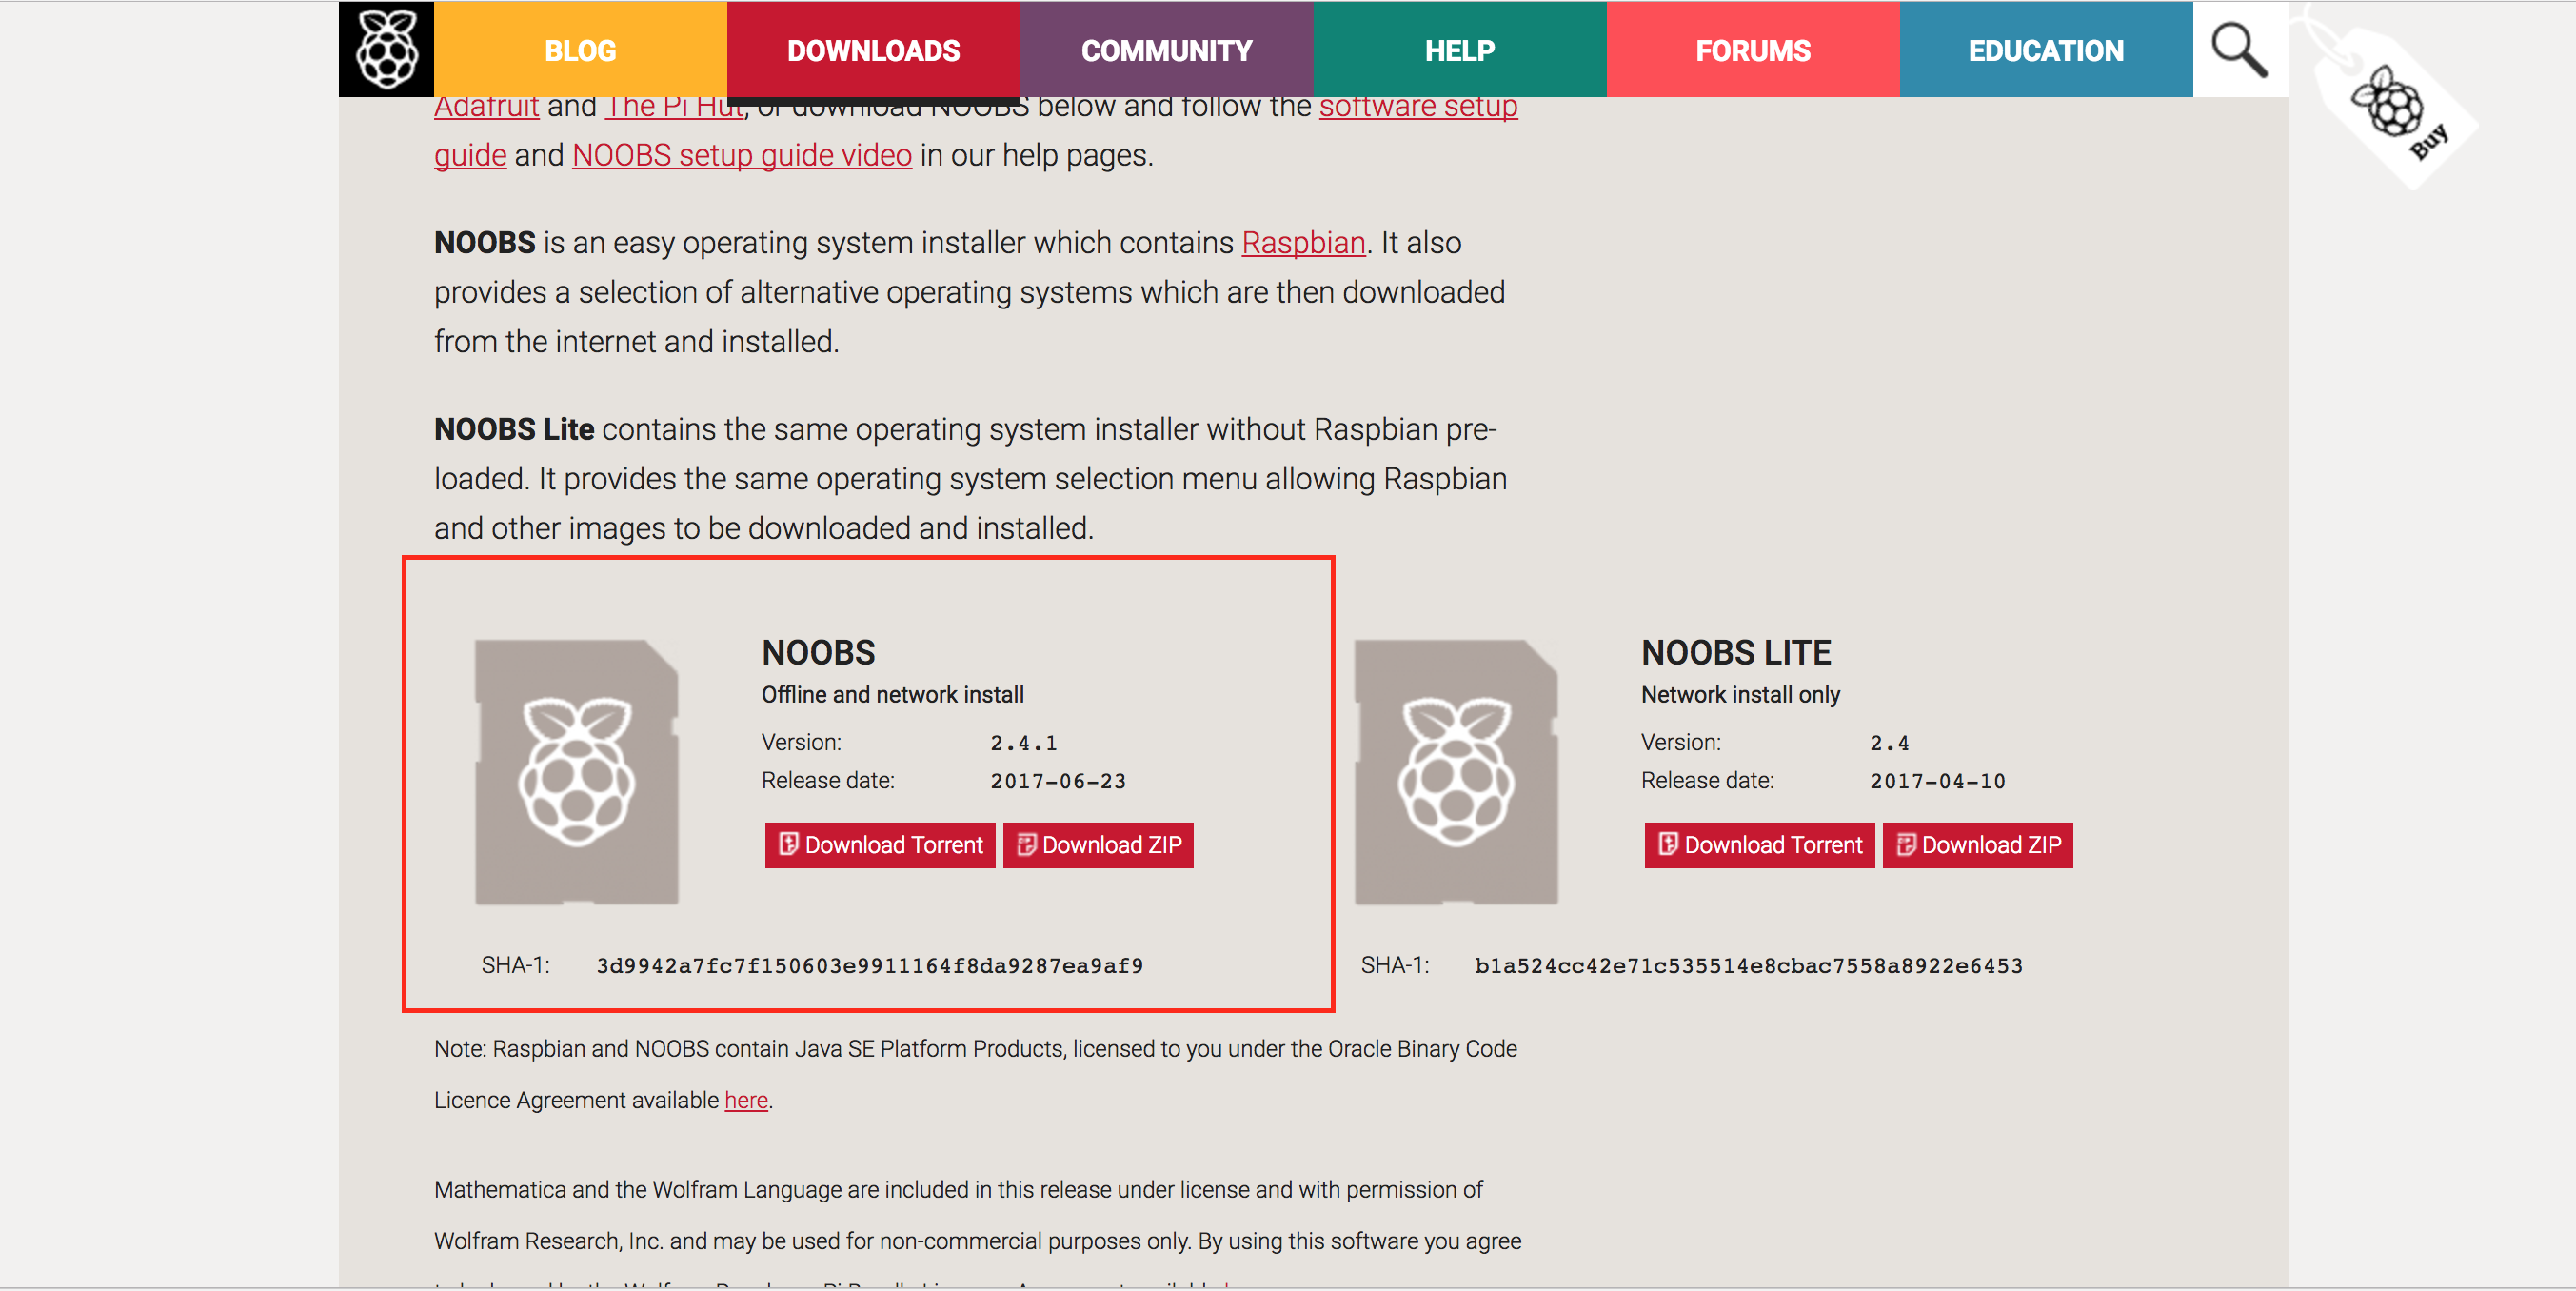 BLOG
DOWNLOADS
COMMUNITY
HELP
FORUMS
EDUCATION
Buy
Adafruit and The Pi Hut, or download NOOBS below and follow the software setup
guide and NOOBS setup guide video in our help pages.
NOOBS is an easy operating system installer which contains Raspbian. It also
provides a selection of alternative operating systems which are then downloaded
from the internet and installed.
NOOBS Lite contains the same operating system installer without Raspbian pre-
loaded. It provides the same operating system selection menu allowing Raspbian
and other images to be downloaded and installed.
NOOBS
Offline and network install
Version: 2.4.1
Release date: 2017-06-23
Download Torrent Download ZIP
SHA-1: 3d9942a7fc7f150603e9911164f8da9287ea9af9
NOOBS LITE
Network install only
Version: 2.4
Release date: 2017-04-10
Download Torrent Download ZIP
SHA-1: b1a524cc42e71c535514e8cbac7558a8922e6453
Note: Raspbian and NOOBS contain Java SE Platform Products, licensed to you under the Oracle Binary Code
Licence Agreement available here.
Mathematica and the Wolfram Language are included in this release under license and with permission of
Wolfram Research, Inc. and may be used for non-commercial purposes only. By using this software you agree